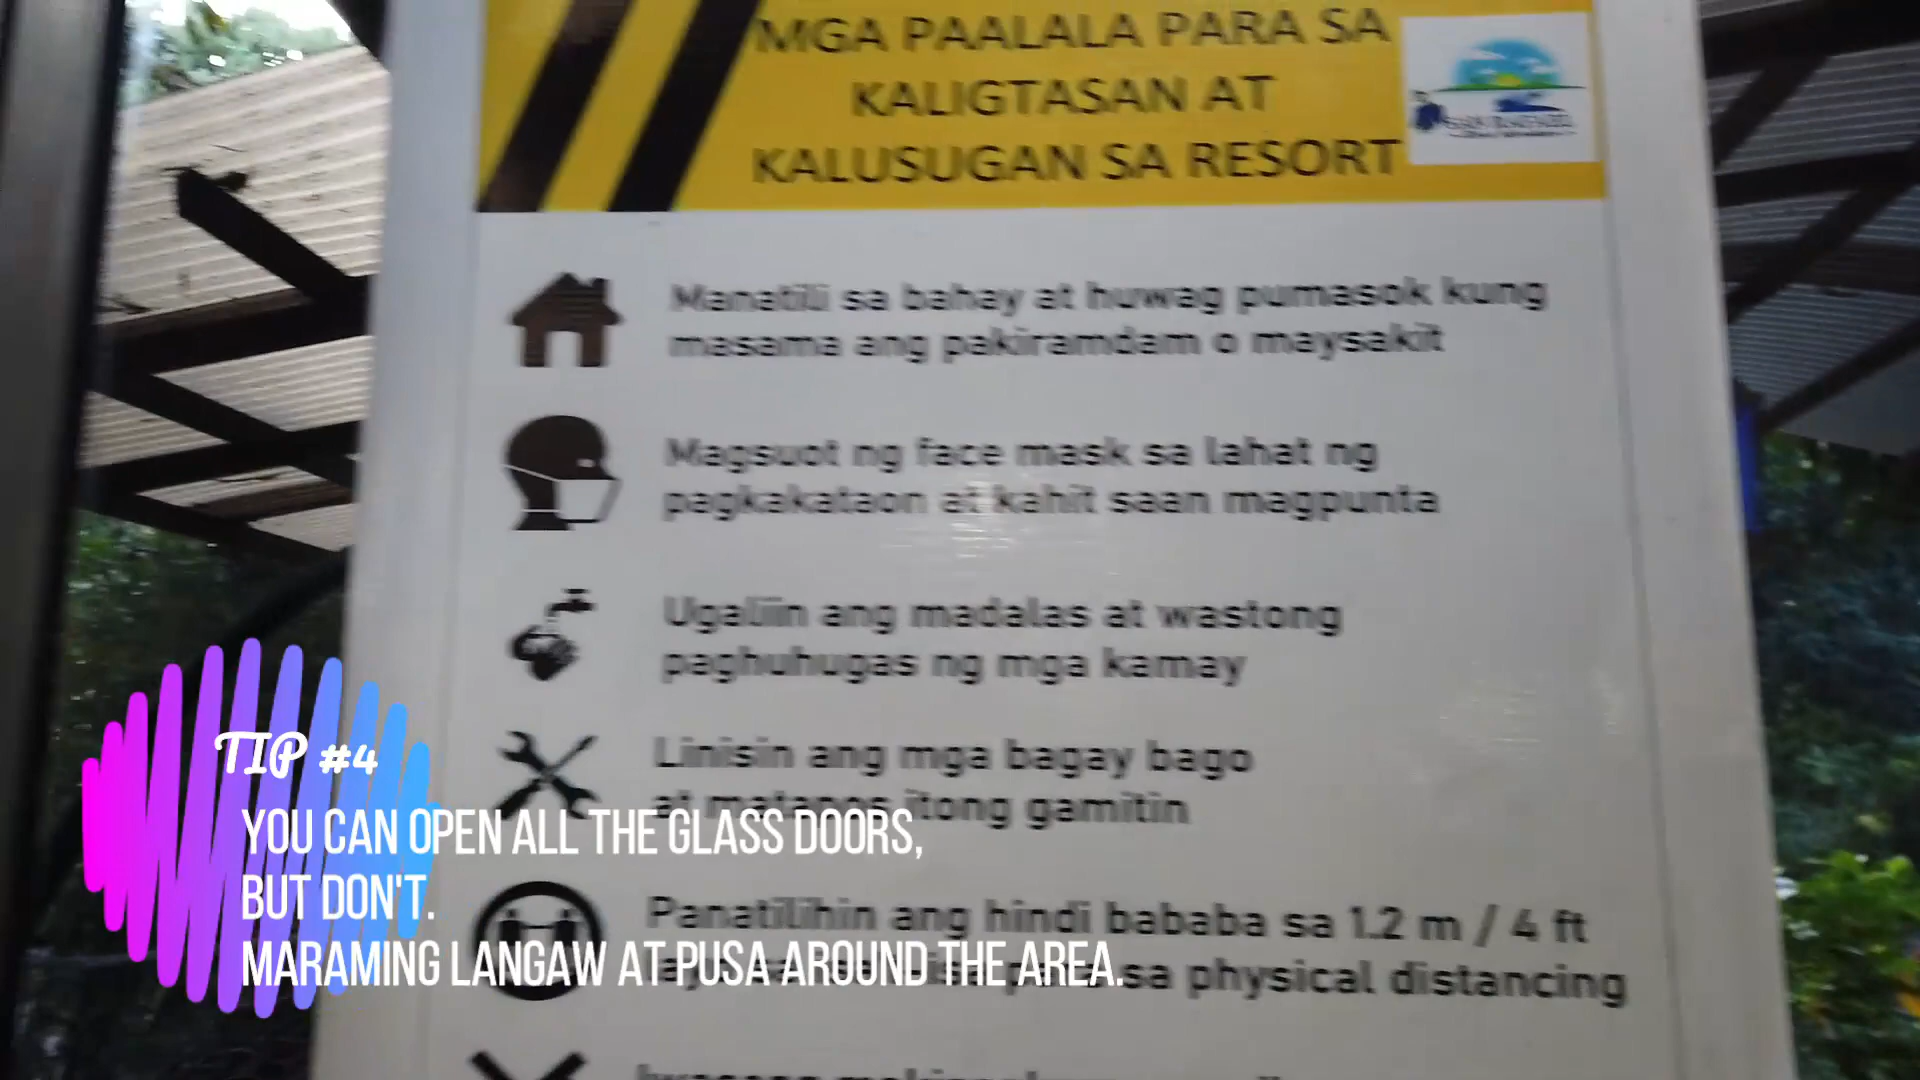 MGA PAALALA PARA SA
KALIGTASAN AT
KALUSUGAN SA RESORT
Manatili sa bahay at huwag pumasok kung
masama ang pakiramdam o maysakit
Magsuot ng face mask sa lahat ng
pagkakataon at kahit saan magpunta
Ugaliin ang madalas at wastong
paghuhugas ng mga kamay
Linisin ang mga bagay bago
at matapos itong gamitin
Panatilihin ang hindi bababa sa 1.2 m / 4 ft
sa physical distancing
TIP #4
YOU CAN OPEN ALL THE GLASS DOORS,
BUT DON'T.
MARAMING LANGAW AT PUSA AROUND THE AREA.